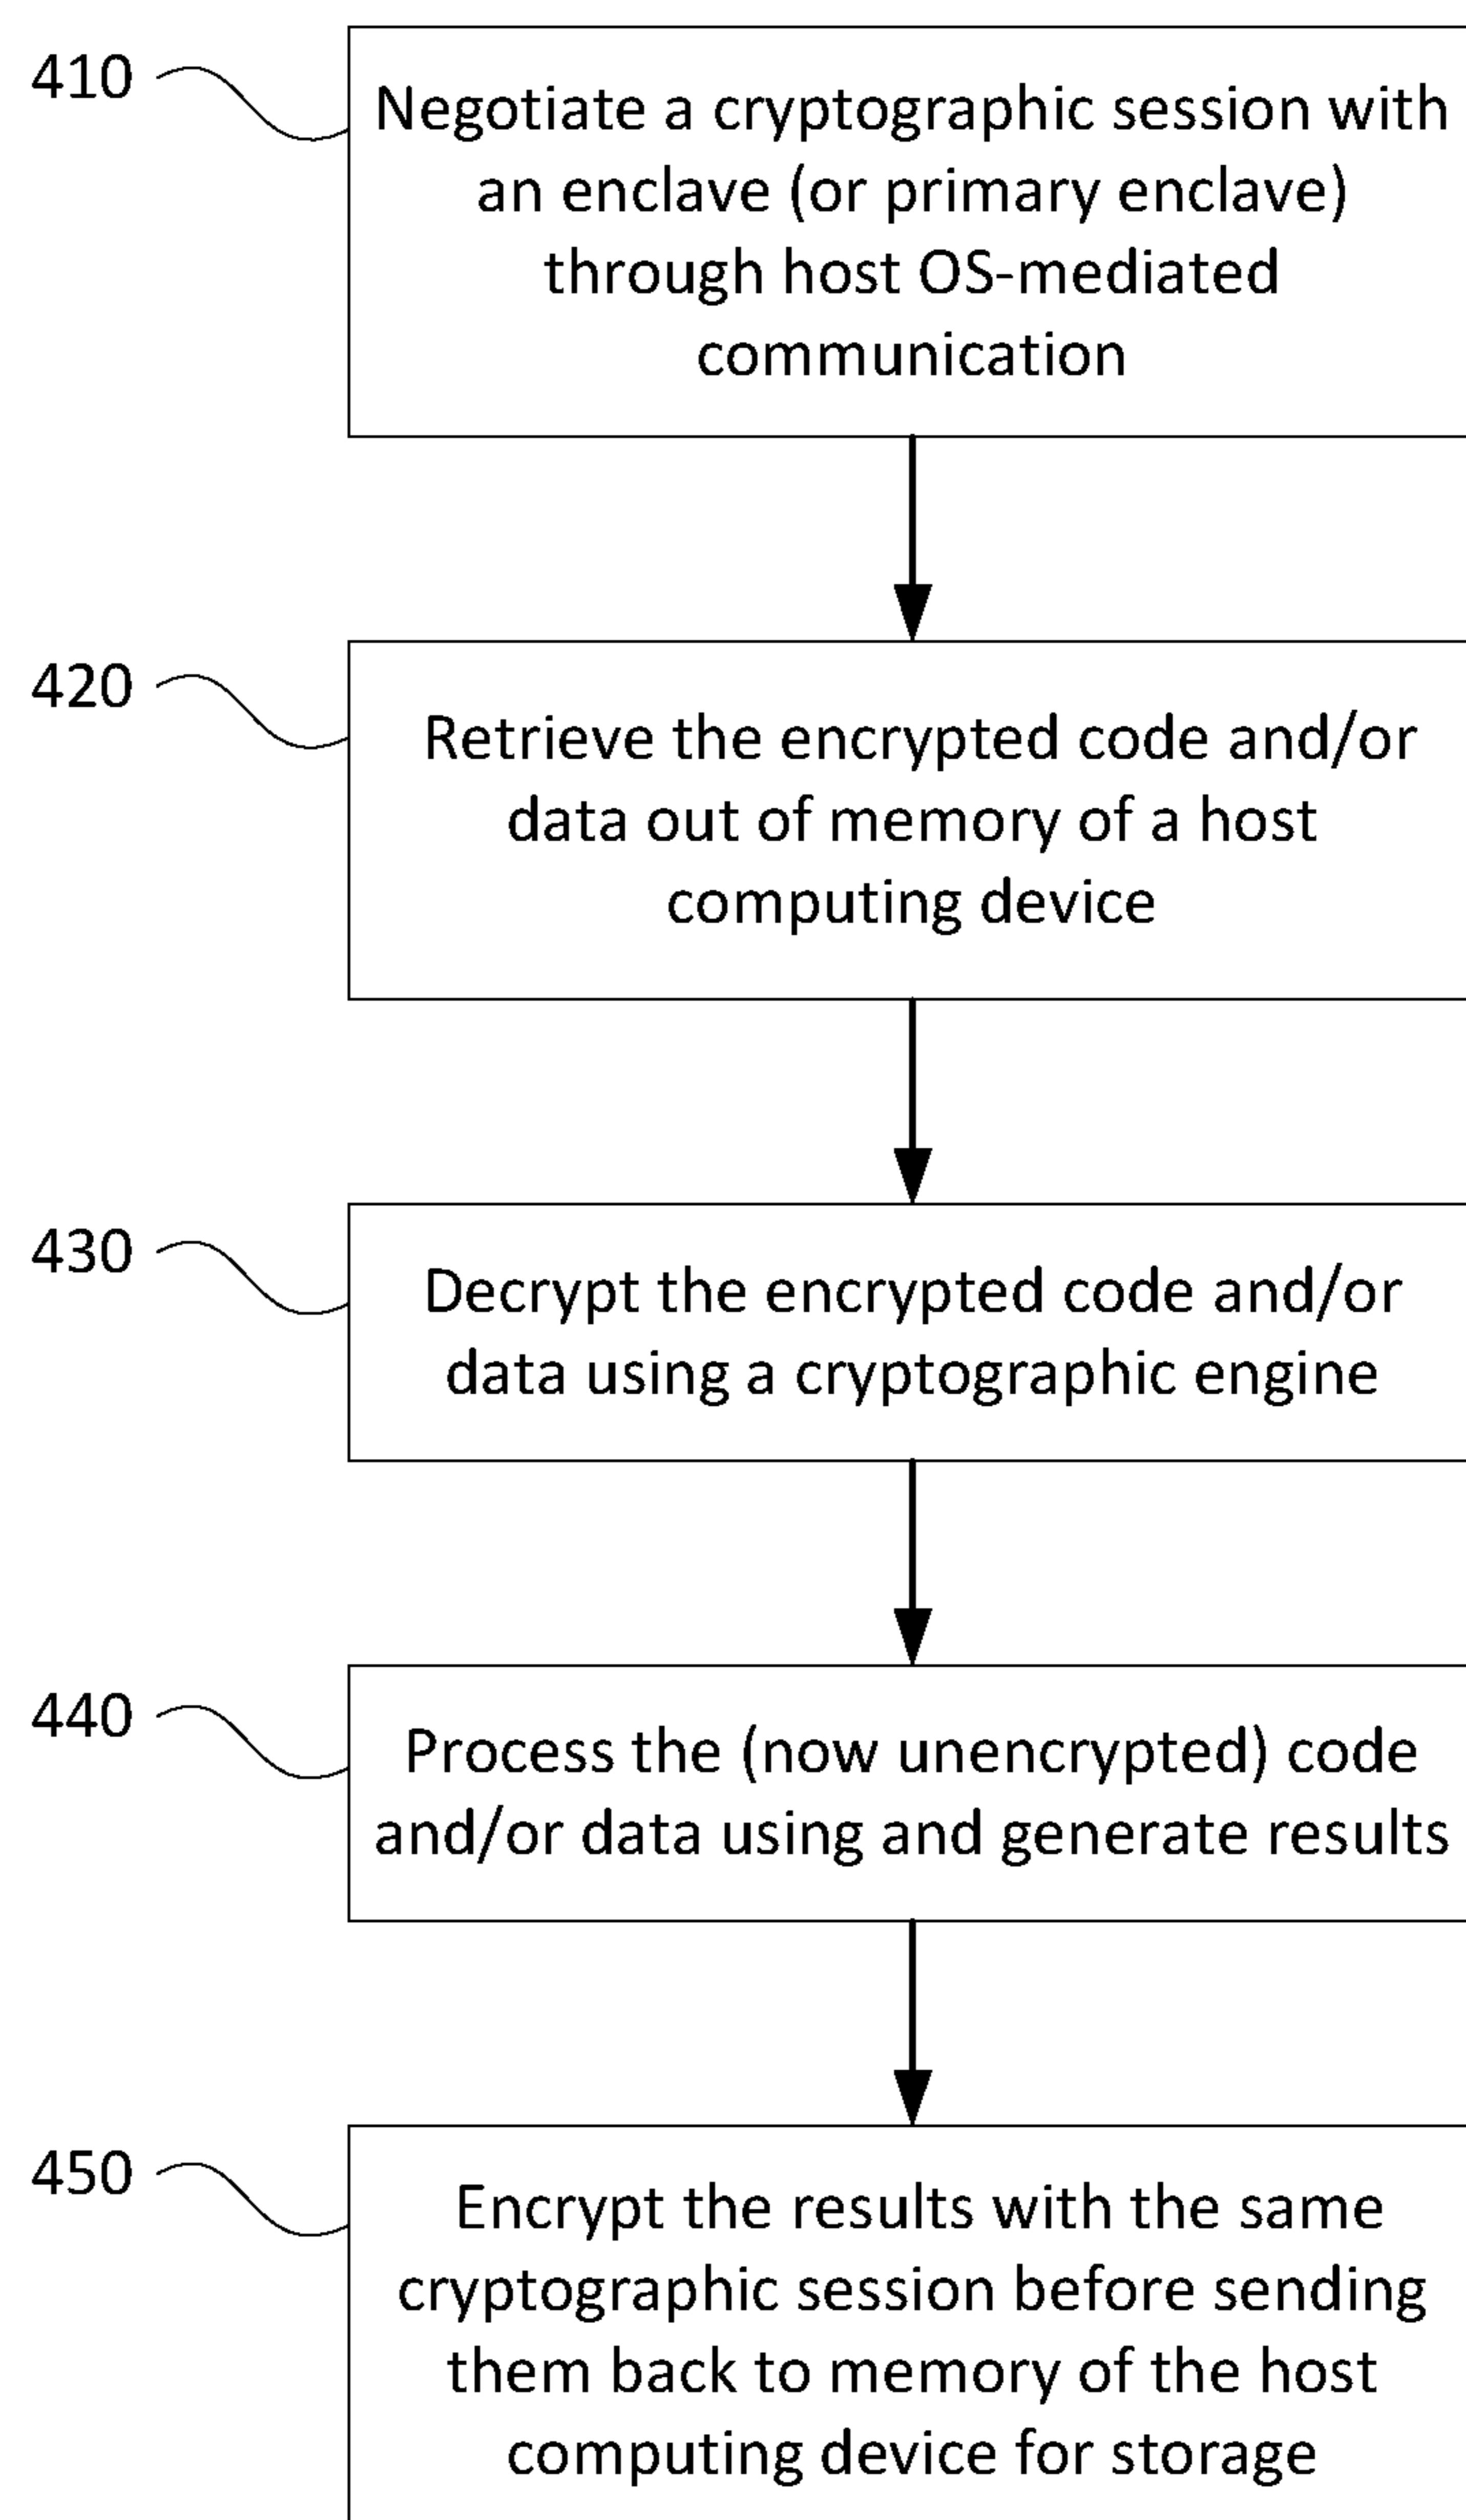 410
Negotiate a cryptographic session with
an enclave (or primary enclave)
through host OS-mediated
communication
420
Retrieve the encrypted code and/or
data out of memory of a host
computing device
430
Decrypt the encrypted code and/or
data using a cryptographic engine
440
Process the (now unencrypted) code
and/or data using and generate results
450
Encrypt the results with the same
cryptographic session before sending
them back to memory of the host
computing device for storage